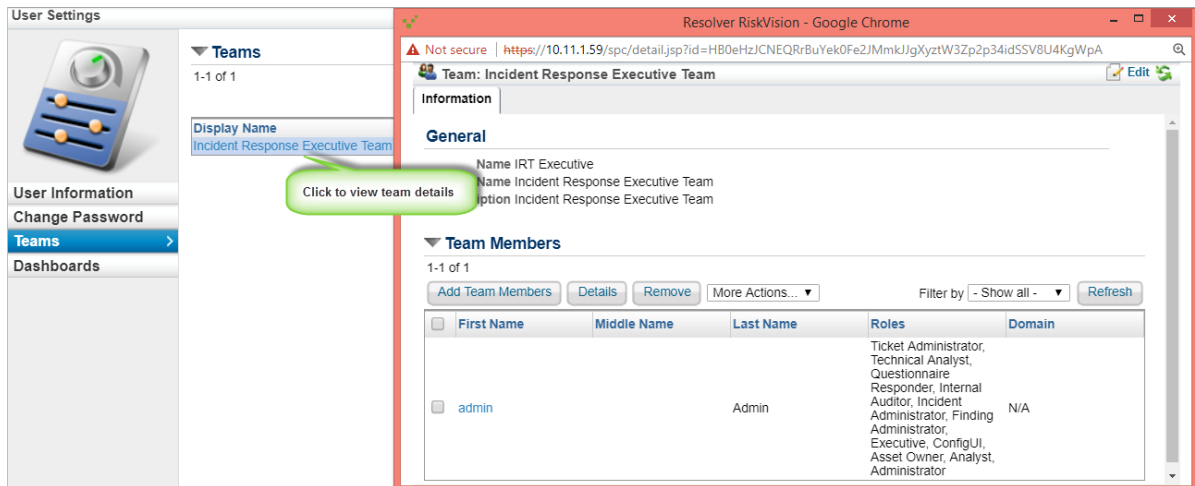 User Settings
Teams
1-1 of 1
Display Name
Incident Response Executive Team
Click to view team details
User Information
Change Password
Teams
Dashboards
Resolver RiskVision - Google Chrome
Not secure | https://10.11.1.59/spc/detail.jsp?id=HB0eHzJCNEQRrBuYek0Fe2JMmkJJgXyztW3Zp2p34idSSV8U4KgWpA
Team: Incident Response Executive Team
Edit
Information
General
Name IRT Executive
Name Incident Response Executive Team
iption Incident Response Executive Team
Team Members
1-1 of 1
Add Team Members Details Remove More Actions... Filter by - Show all - Refresh
First Name Middle Name Last Name Roles Domain
Ticket Administrator,
Technical Analyst,
Questionnaire
Responder, Internal
Auditor, Incident
admin Admin Administrator, Finding N/A
Administrator,
Executive, ConfigUI,
Asset Owner, Analyst,
Administrator